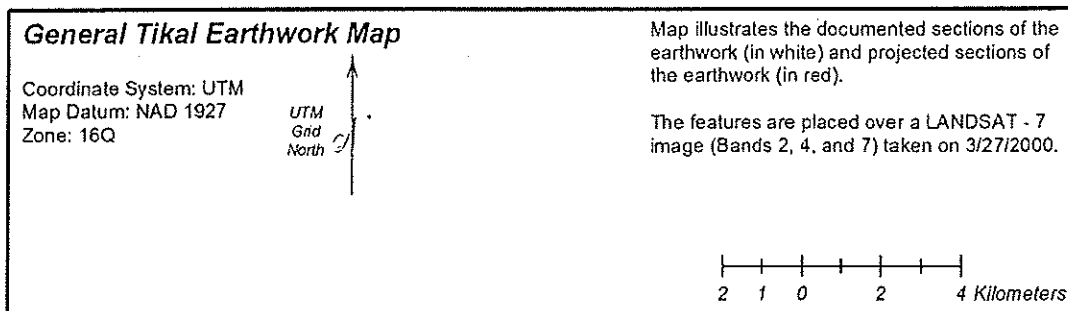 General Tikal Earthwork Map
Coordinate System: UTM
Map Datum: NAD 1927
Zone: 16Q
UTM
Grid
North
Map illustrates the documented sections of the
earthwork (in white) and projected sections of
the earthwork (in red).
The features are placed over a LANDSAT - 7
image (Bands 2, 4, and 7) taken on 3/27/2000.
2 1 0 2 4 Kilometers